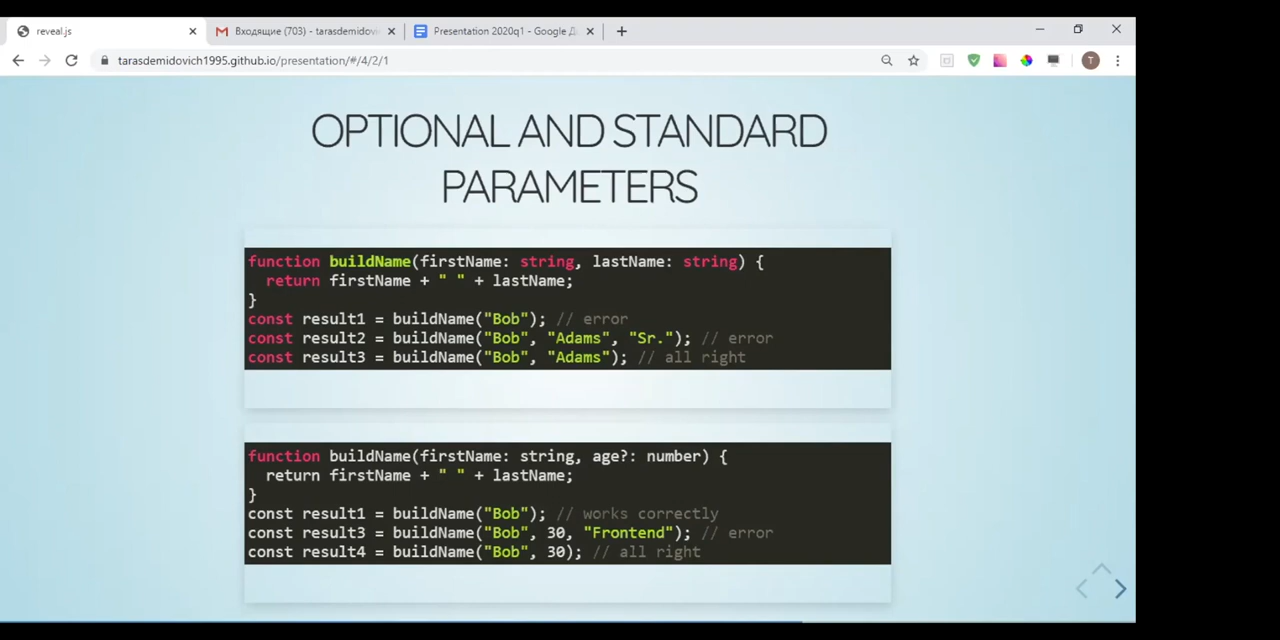 reveal.js
Входящие (703) - tarasdemidovi
Presentation 2020q1 - Google Д
tarasdemidovich1995.github.io/presentation/#/4/2/1
T
OPTIONAL AND STANDARD
PARAMETERS
function buildName(firstName: string, lastName: string) {
return firstName + " " + lastName;
}
const result1 = buildName("Bob"); // error
const result2 = buildName("Bob", "Adams", "Sr."); // error
const result3 = buildName("Bob", "Adams"); // all right
function buildName(firstName: string, age?: number) {
return firstName + " " + lastName;
}
const result1 = buildName("Bob"); // works correctly
const result3 = buildName("Bob", 30, "Frontend"); // error
const result4 = buildName("Bob", 30); // all right